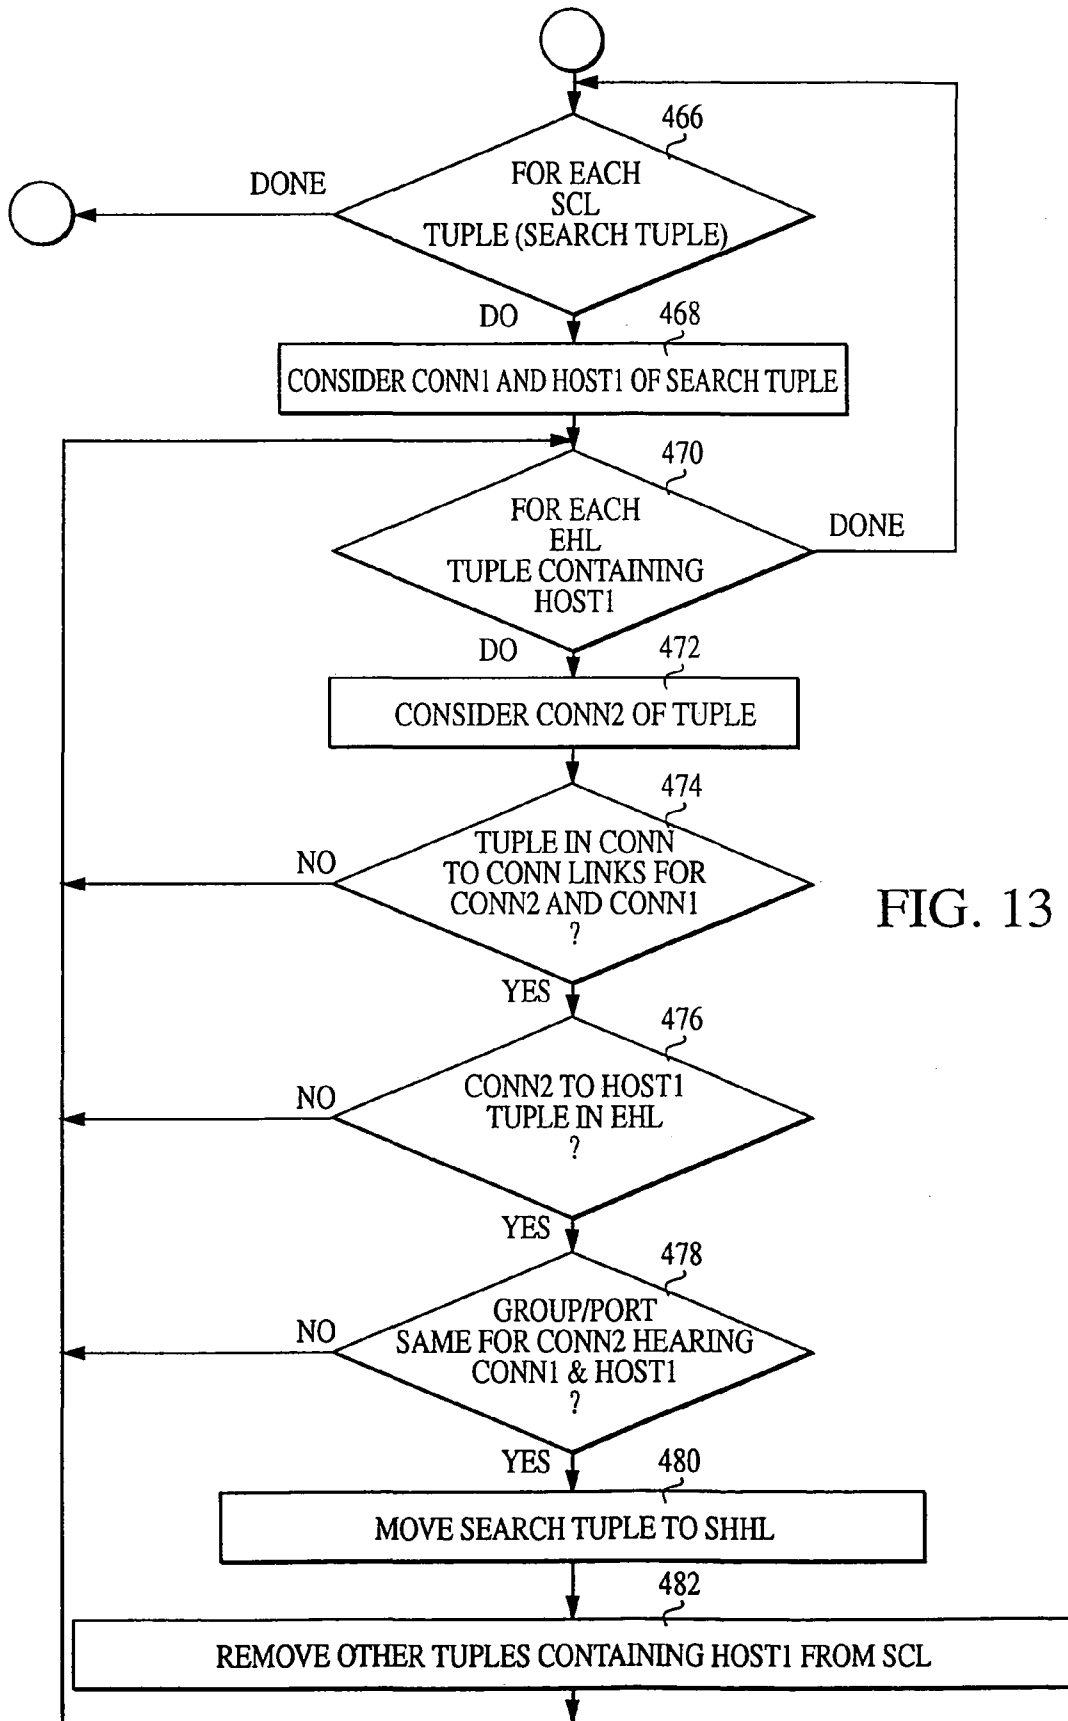 466
FOR EACH
SCL
TUPLE (SEARCH TUPLE)
DONE
DO
468
CONSIDER CONN1 AND HOST1 OF SEARCH TUPLE
470
FOR EACH
EHL
TUPLE CONTAINING
HOST1
DONE
DO
472
CONSIDER CONN2 OF TUPLE
474
TUPLE IN CONN
TO CONN LINKS FOR
CONN2 AND CONN1
?
NO
FIG. 13
YES
476
CONN2 TO HOST1
TUPLE IN EHL
?
NO
YES
478
GROUP/PORT
SAME FOR CONN2 HEARING
CONN1 & HOST1
?
NO
YES
480
MOVE SEARCH TUPLE TO SHHL
482
REMOVE OTHER TUPLES CONTAINING HOST1 FROM SCL